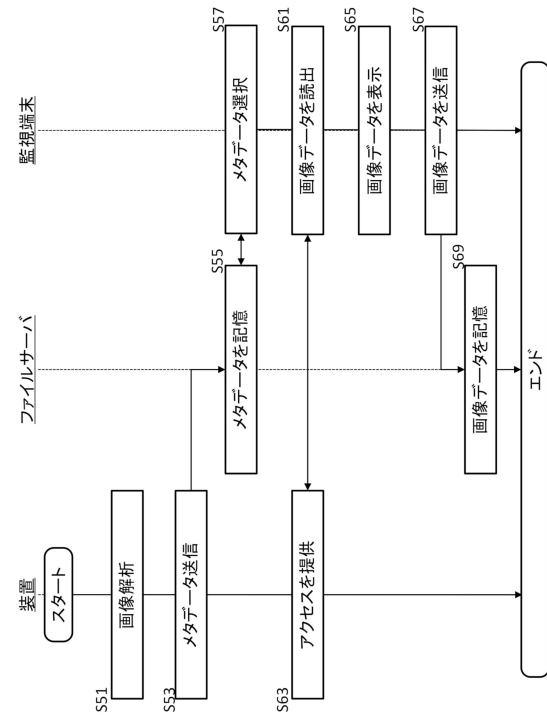 装置
ファイルサーバ
監視端末
スタート
S51
画像解析
S53
メタデータ送信
S55
メタデータを記憶
S57
メタデータ選択
S61
画像データを読出
S63
アクセスを提供
S65
画像データを表示
S67
画像データを送信
S69
画像データを記憶
エンド